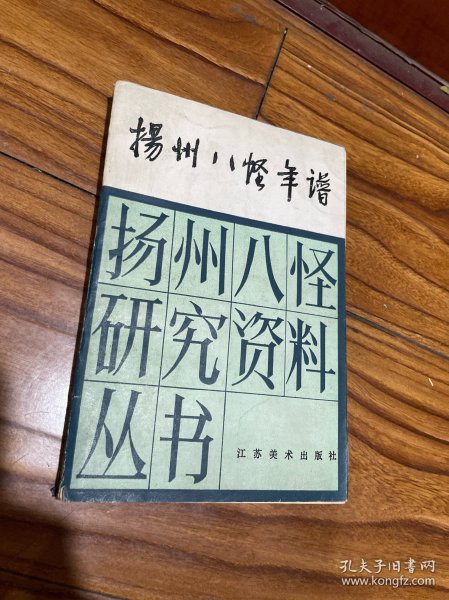 揚州八怪年谱
扬州八怪
研究资料
丛书
江苏美术出版社
孔夫子旧书网
www.kongfz.com